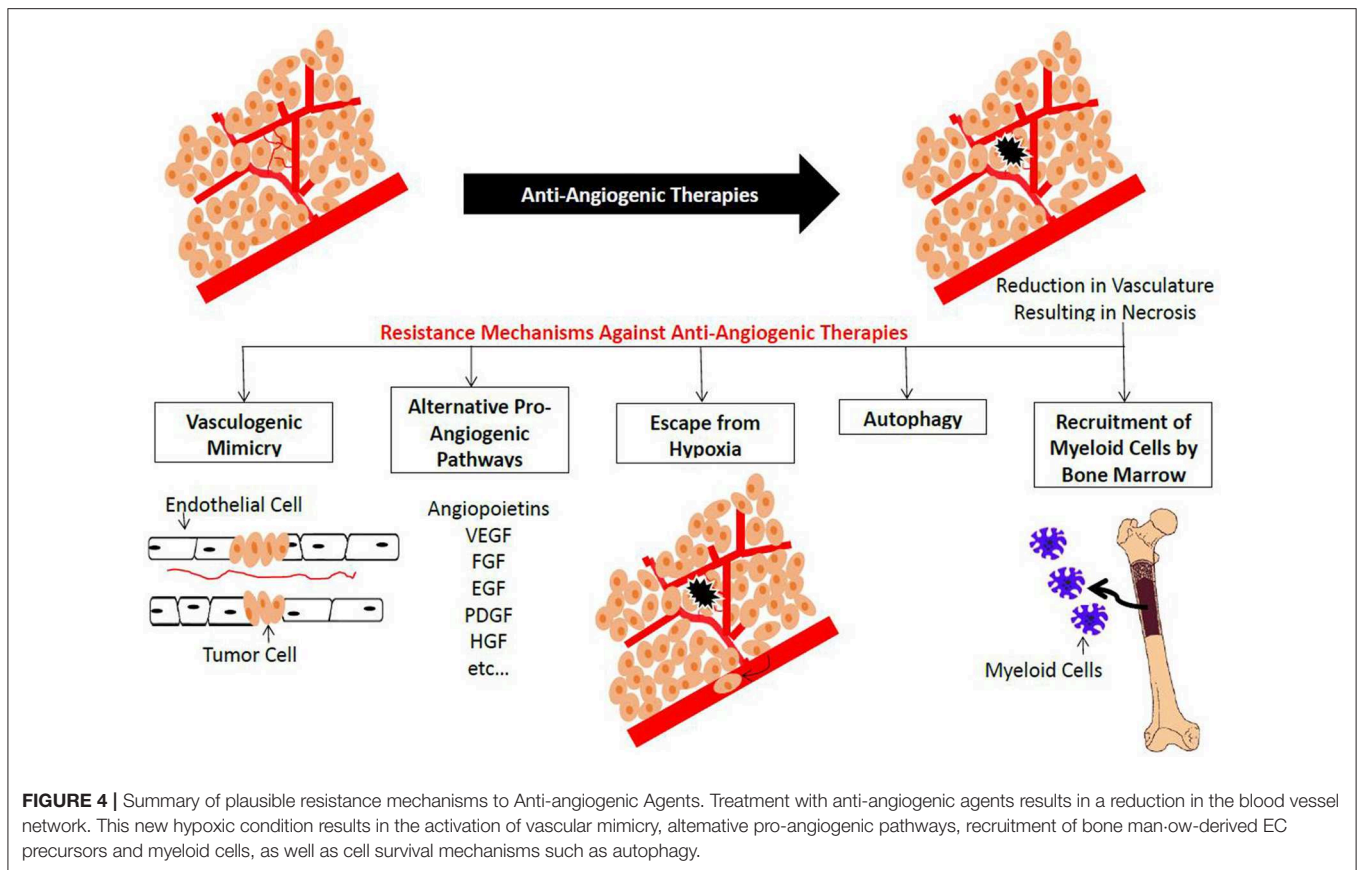 Anti-Angiogenic Therapies
Reduction in Vasculature
Resulting in Necrosis
Resistance Mechanisms Against Anti-Angiogenic Therapies
Vasculogenic
Mimicry
Alternative Pro-
Angiogenic
Pathways
Escape from
Hypoxia
Autophagy
Recruitment of
Myeloid Cells by
Bone Marrow
Endothelial Cell
Tumor Cell
Angiopoietins
VEGF
FGF
EGF
PDGF
HGF
etc...
Myeloid Cells
FIGURE 4 | Summary of plausible resistance mechanisms to Anti-angiogenic Agents. Treatment with anti-angiogenic agents results in a reduction in the blood vessel
network. This new hypoxic condition results in the activation of vascular mimicry, altemative pro-angiogenic pathways, recruitment of bone man·ow-derived EC
precursors and myeloid cells, as well as cell survival mechanisms such as autophagy.